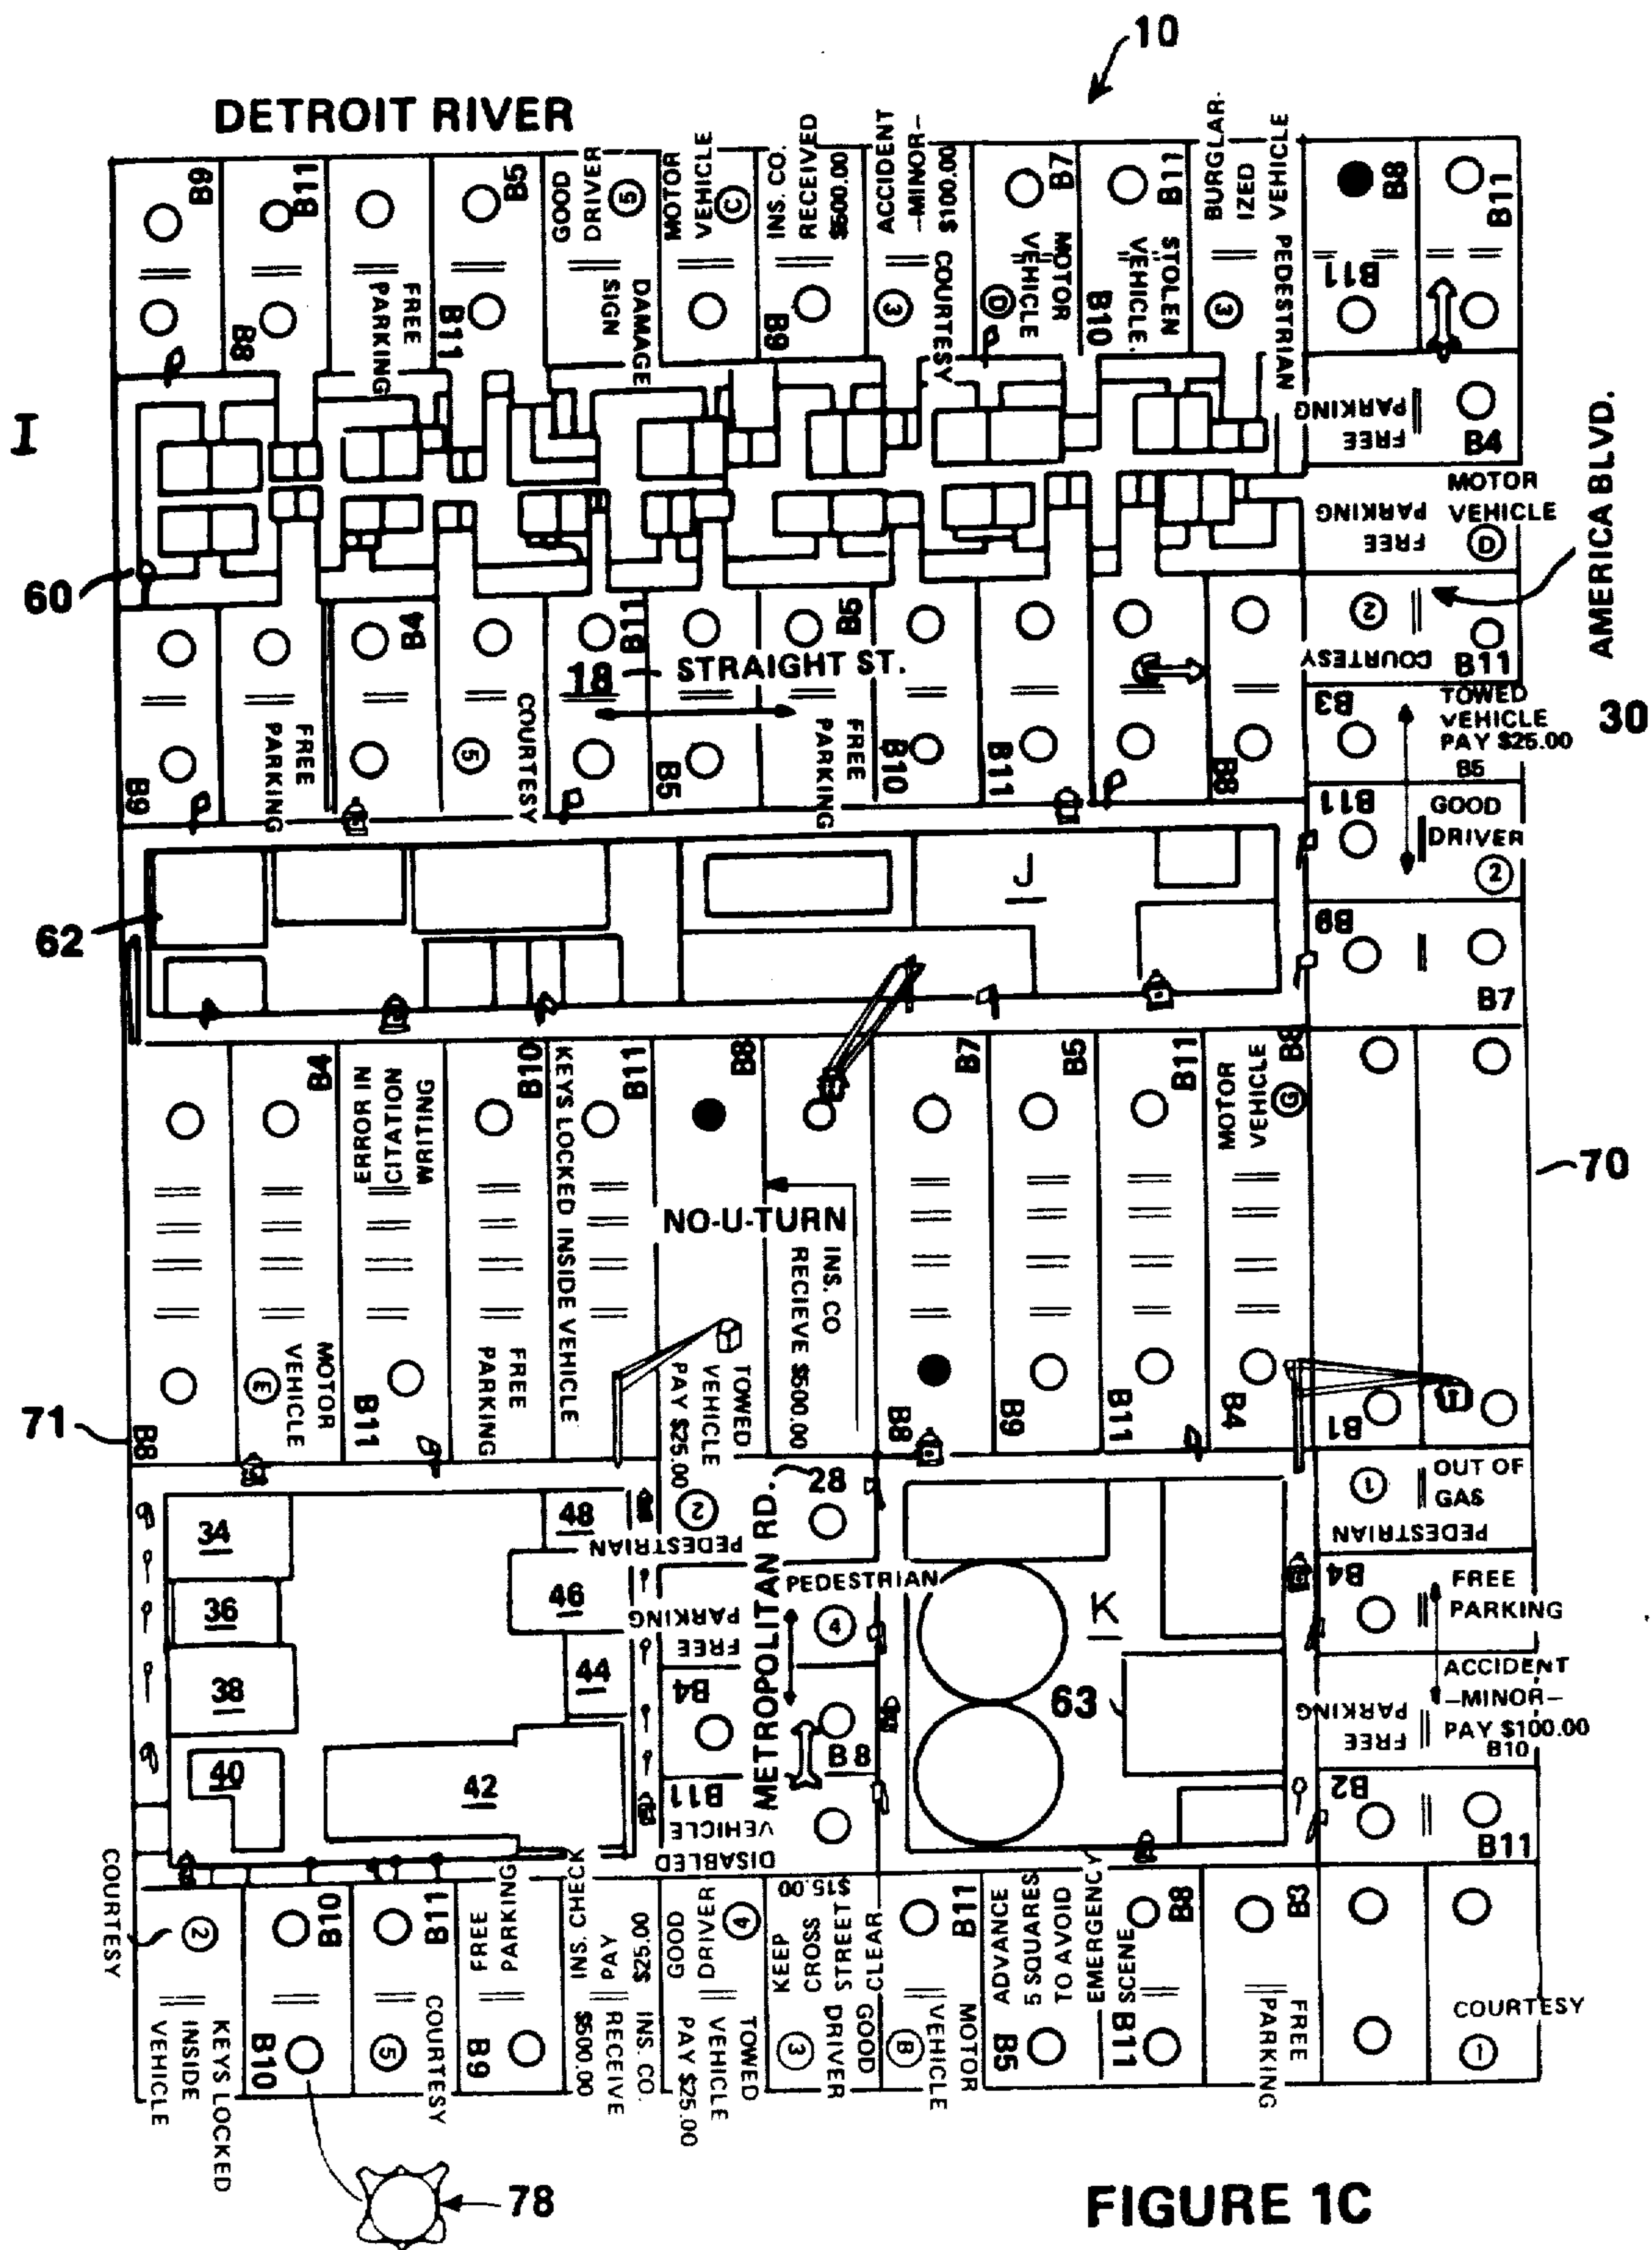 10
DETROIT RIVER
B9
B11
B5
GOOD
DRIVER
5
MOTOR
VEHICLE
C
INS. CO.
RECEIVED
$500.00
ACCIDENT
-MINOR-
$100.00
B7
B11
BURGLAR-
IZED
VEHICLE
B8
B11
B8
FREE
PARKING
B11
DAMAGE
SIGN
B9
3
COURTESY
D
MOTOR
VEHICLE
B10
STOLEN
VEHICLE.
3
PEDESTRIAN
B11
FREE
PARKING
B4
I
MOTOR
VEHICLE
D
FREE
PARKING
AMERICA BLVD.
60
2
COURTESY
B11
B4
B11
B5
18
STRAIGHT ST.
B9
FREE
PARKING
5
COURTESY
B5
FREE
PARKING
B10
B11
B8
B3
TOWED
VEHICLE
PAY $25.00
B5
30
B11
GOOD
DRIVER
2
62
J
B9
B7
B4
ERROR IN
CITATION
WRITING
B10
KEYS LOCKED INSIDE VEHICLE
B11
B8
B7
B5
B11
MOTOR
VEHICLE
G
70
NO-U-TURN
INS. CO
RECIEVE $500.00
71
B8
E
MOTOR
VEHICLE
B11
FREE
PARKING
TOWED
VEHICLE
PAY $25.00
2
B8
B9
B11
B4
B1
28
METROPOLITAN RD.
1
OUT OF
GAS
PEDESTRIAN
34
48
PEDESTRIAN
36
46
PEDESTRIAN
4
K
B4
FREE
PARKING
FREE
PARKING
38
44
B4
B8
63
ACCIDENT
-MINOR-
PAY $100.00
B10
FREE
PARKING
40
42
B11
DISABLED
VEHICLE
B2
B11
COURTESY
2
B10
B11
FREE
PARKING
INS. CHECK
PAY
$25.00
GOOD
DRIVER
4
KEEP
CROSS
STREET
CLEAR
$15.00
B11
ADVANCE
5 SQUARES
TO AVOID
EMERGENCY
SCENE
B8
B3
KEYS LOCKED
INSIDE
VEHICLE
B10
5
COURTESY
B9
INS. CO.
RECEIVE
$500.00
TOWED
VEHICLE
PAY $25.00
3
GOOD
DRIVER
B
MOTOR
VEHICLE
B5
B11
FREE
PARKING
COURTESY
1
78
FIGURE 1C